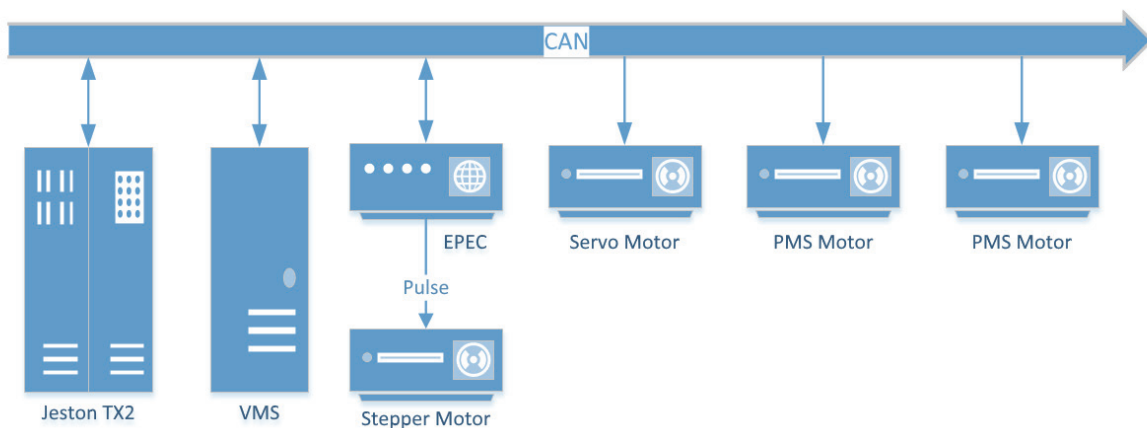 CAN
EPEC
Servo Motor
PMS Motor
PMS Motor
Pulse
Jeston TX2
VMS
Stepper Motor